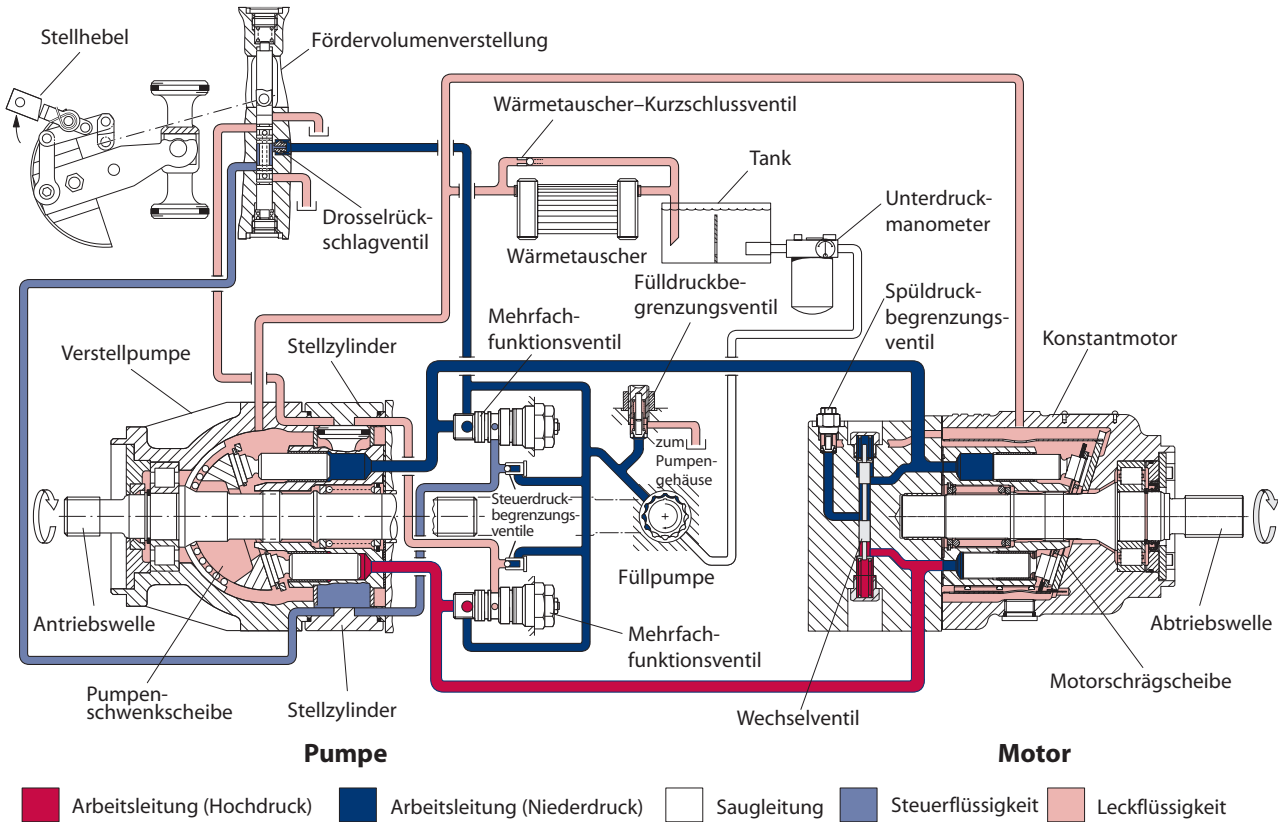 Stellhebel
Fördervolumenverstellung
Wärmetauscher–Kurzschlussventil
Tank
Unterdruck-
manometer
Drosselrück-
schlagventil
Wärmetauscher
Fülldruckbe-
grenzungsventil
Spüldruck-
begrenzungs-
ventil
Mehrfach-
funktionsventil
Verstellpumpe
Stellzylinder
Konstantmotor
zum
Pumpen-
gehäuse
Steuerdruck-
begrenzungs-
ventile
Füllpumpe
Antriebswelle
Mehrfach-
funktionsventil
Abtriebswelle
Pumpen-
schwenkscheibe
Stellzylinder
Wechselventil
Motorschrägscheibe
Pumpe
Motor
Arbeitsleitung (Hochdruck)
Arbeitsleitung (Niederdruck)
Saugleitung
Steuerflüssigkeit
Leckflüssigkeit